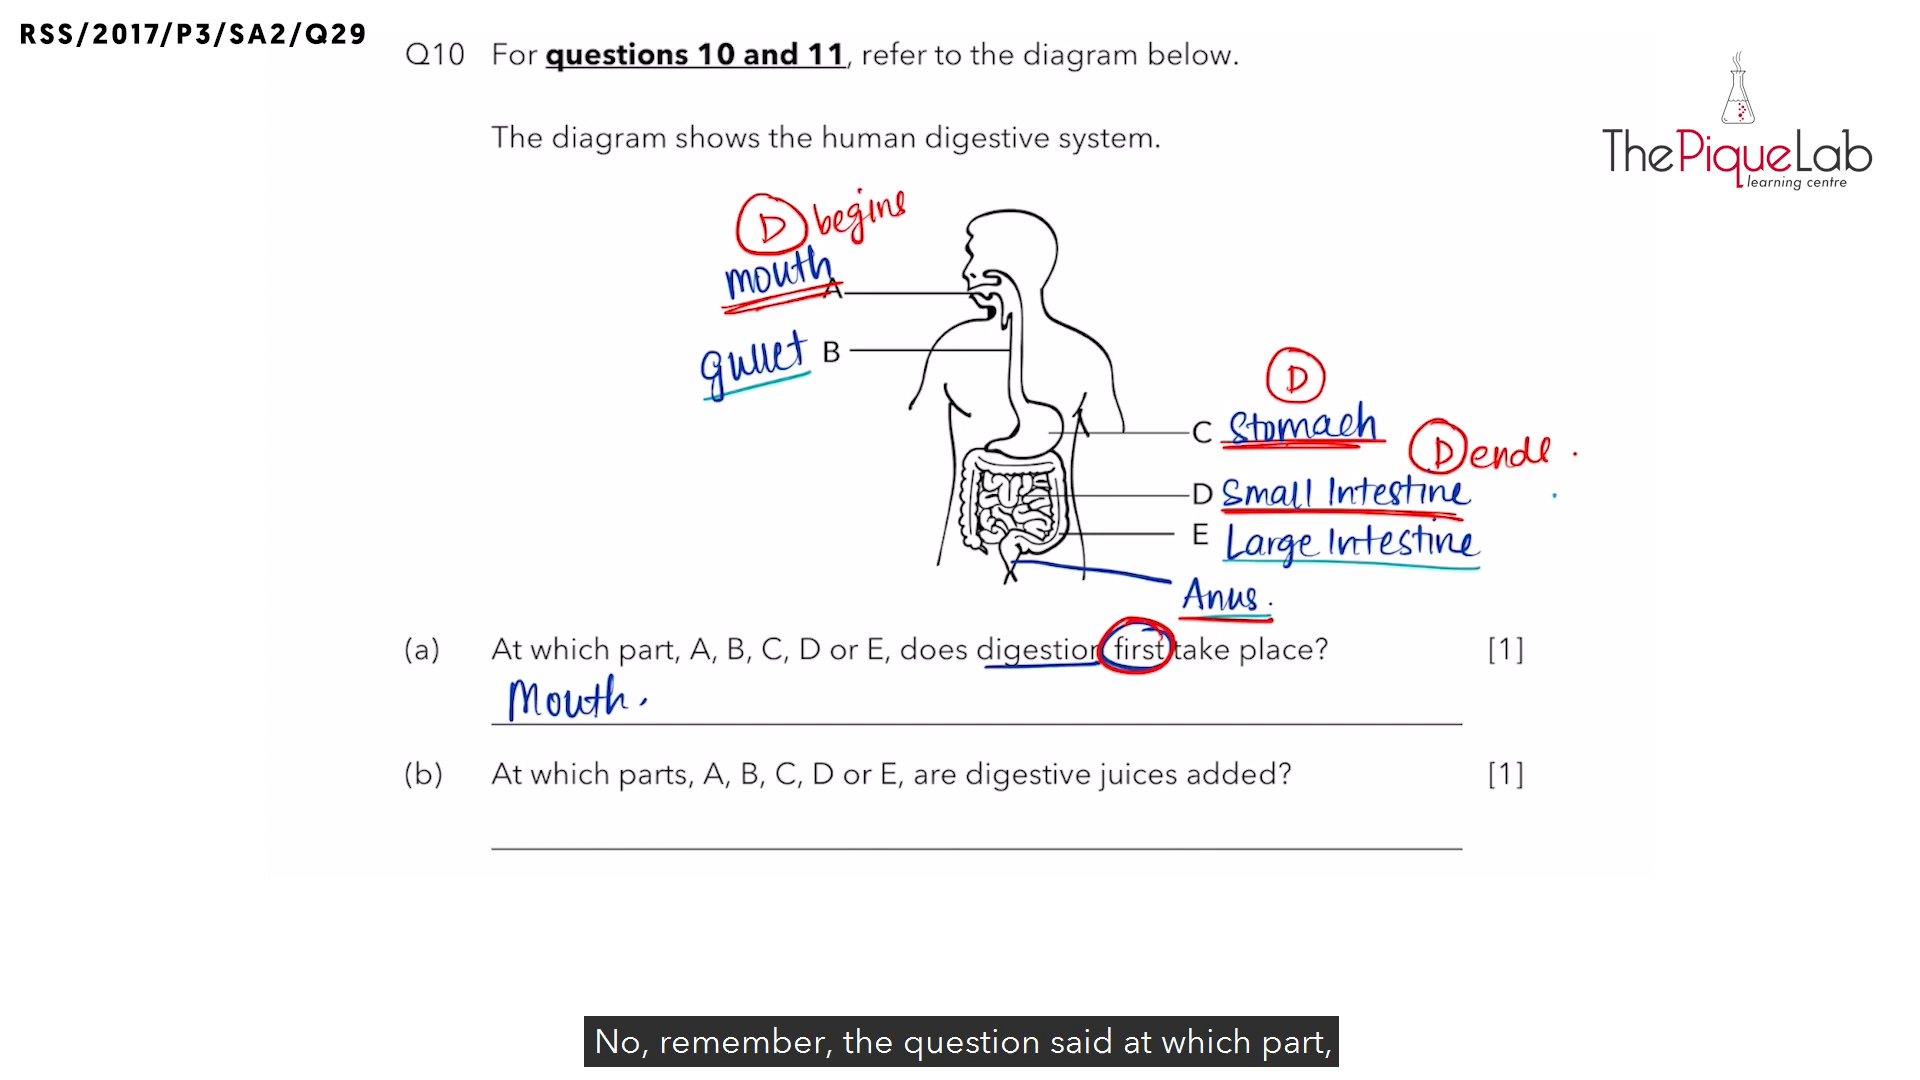 RSS/2017/P3/SA2/Q29
Q10 For questions 10 and 11, refer to the diagram below.
The diagram shows the human digestive system.
ThePiqueLab
learning centre
D begins
mouth A
gullet B
D
C Stomach
D ends.
D Small Intestine
E Large Intestine
Anus.
(a) At which part, A, B, C, D or E, does digestion first take place? [1]
Mouth.
(b) At which parts, A, B, C, D or E, are digestive juices added? [1]
No, remember, the question said at which part,